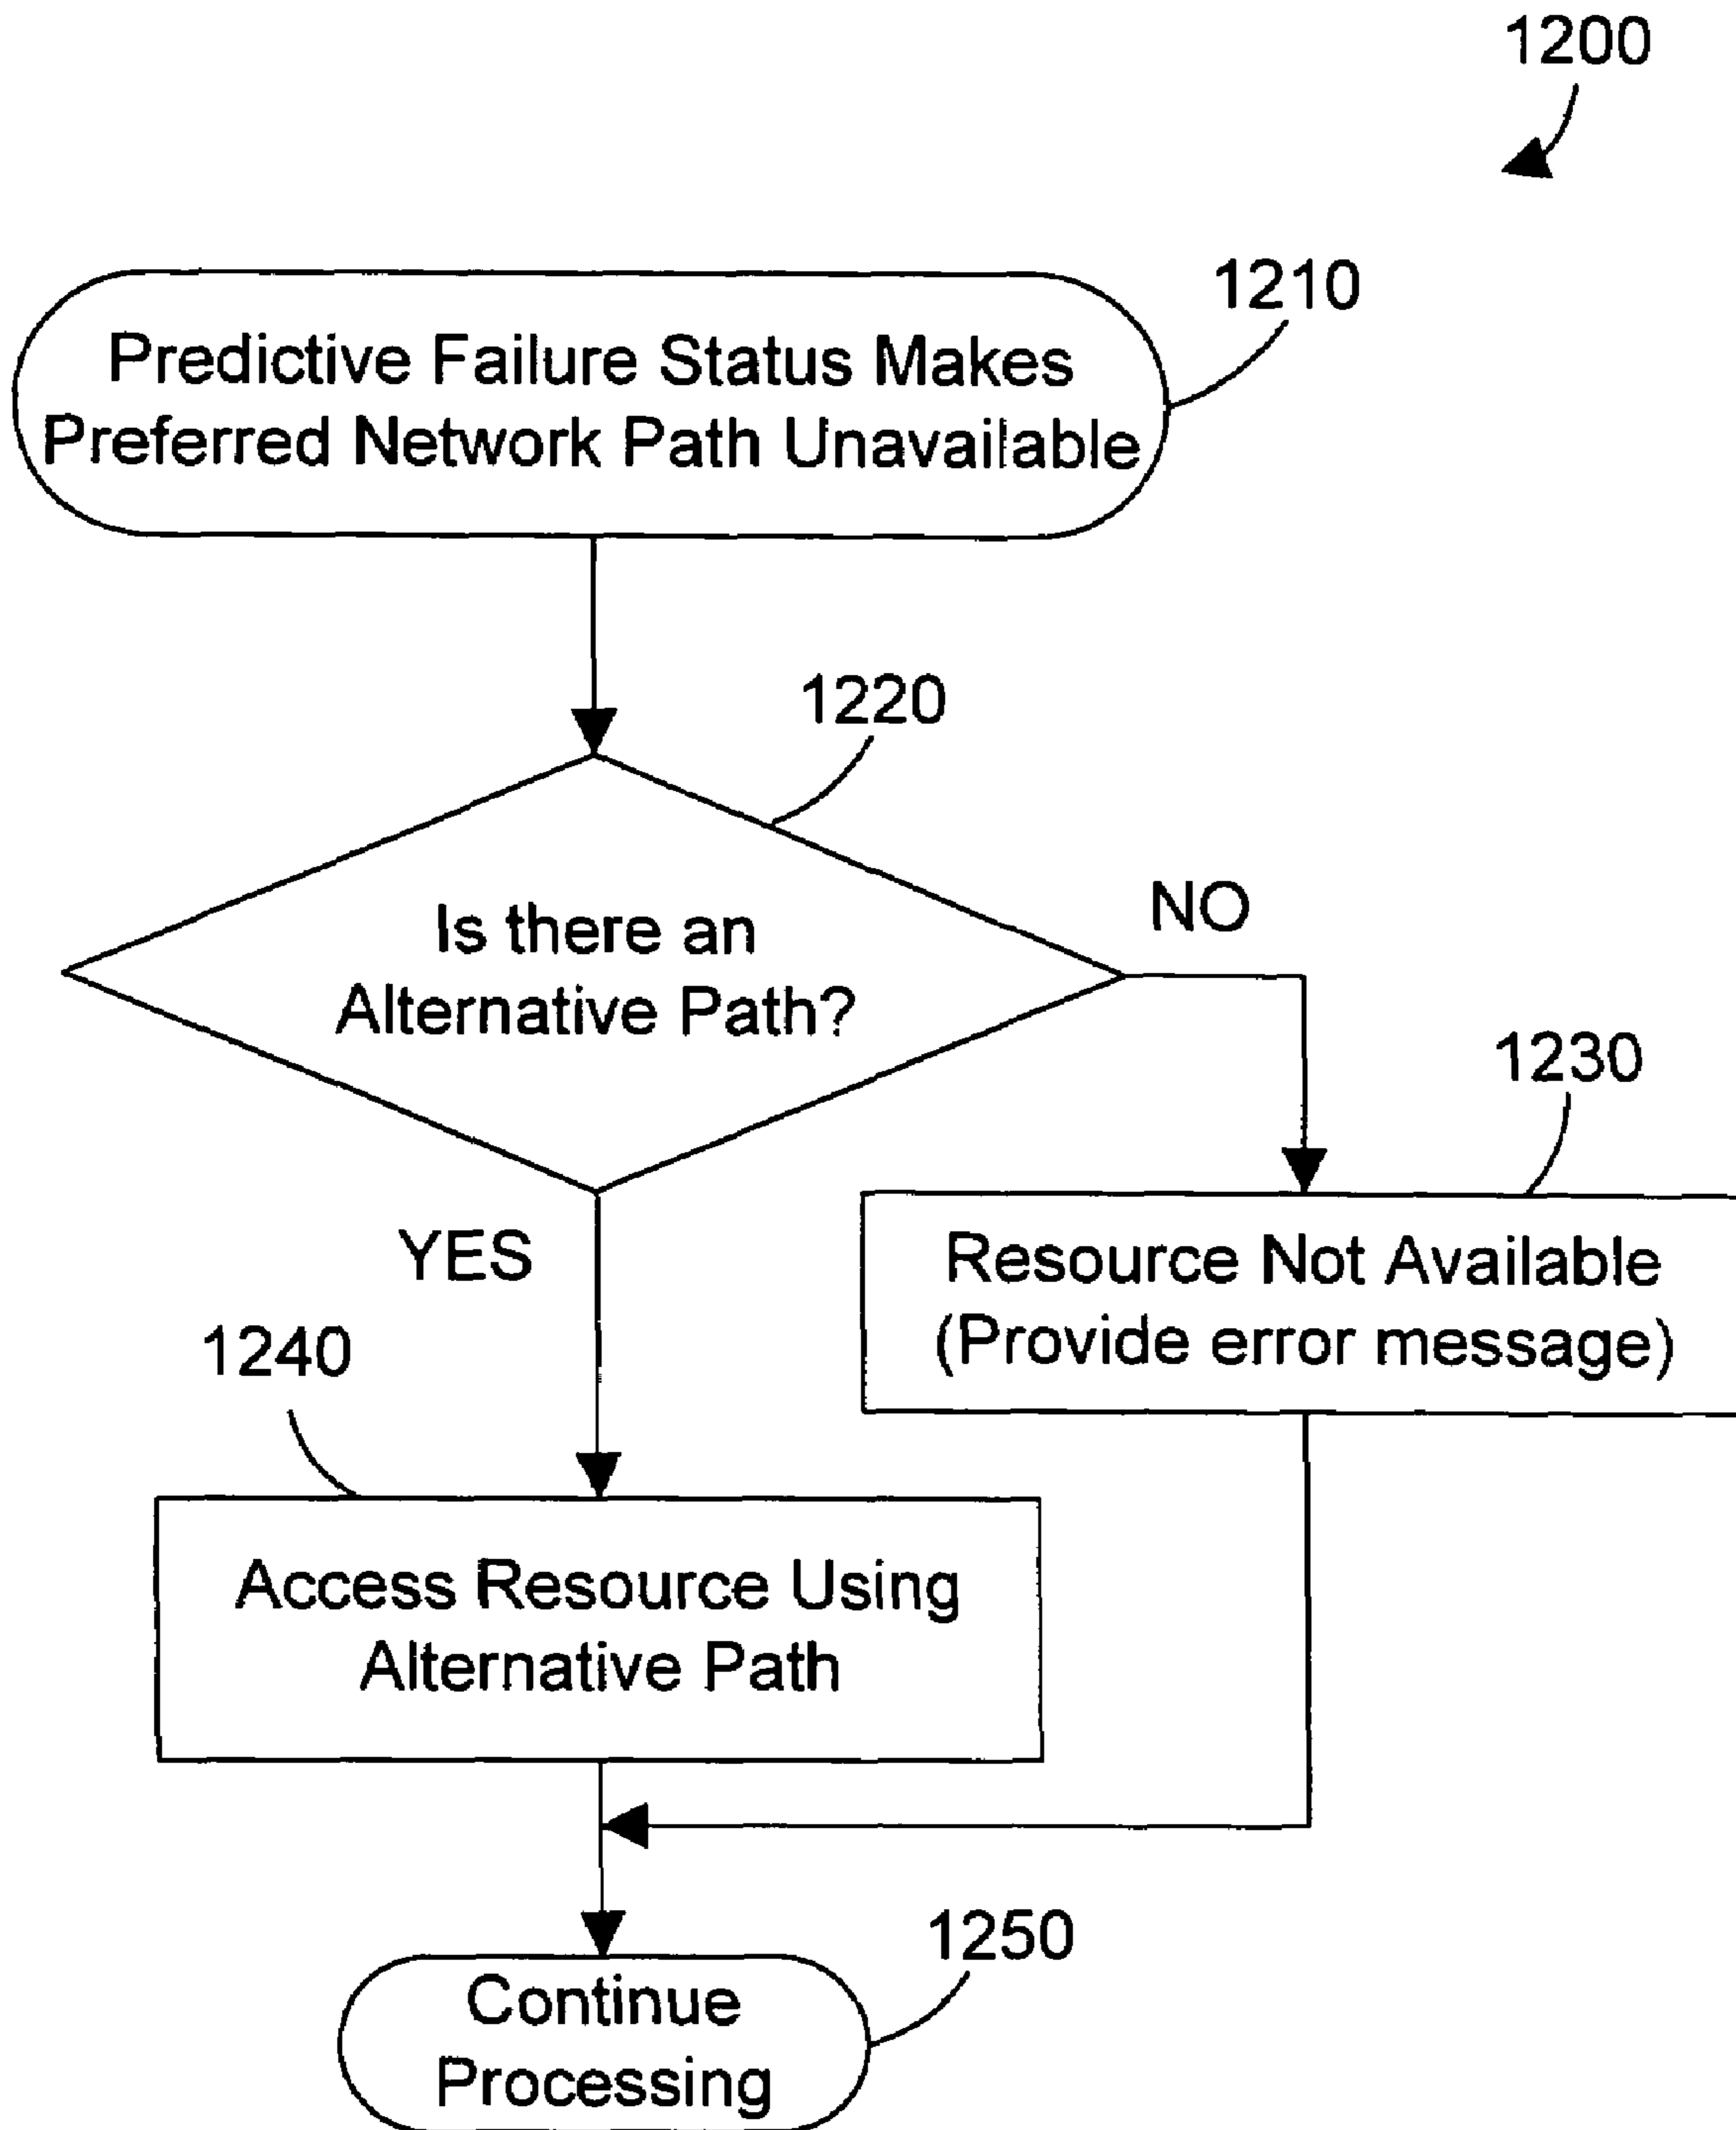 1200
1210
Predictive Failure Status Makes
Preferred Network Path Unavailable
1220
Is there an
Alternative Path?
NO
YES
1230
Resource Not Available
(Provide error message)
1240
Access Resource Using
Alternative Path
1250
Continue
Processing